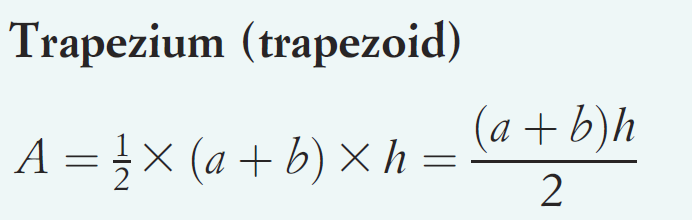 Trapezium (trapezoid)
A = 1/2 × (a + b) × h = (a + b)h / 2